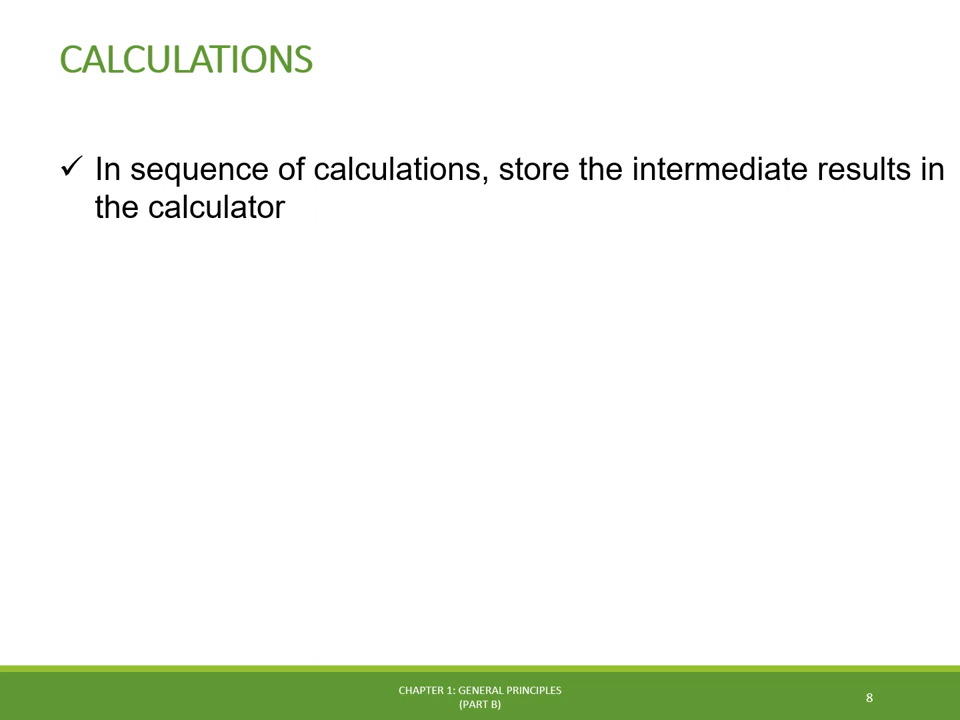 CALCULATIONS
✓ In sequence of calculations, store the intermediate results in
the calculator
CHAPTER 1: GENERAL PRINCIPLES
(PART B)
8